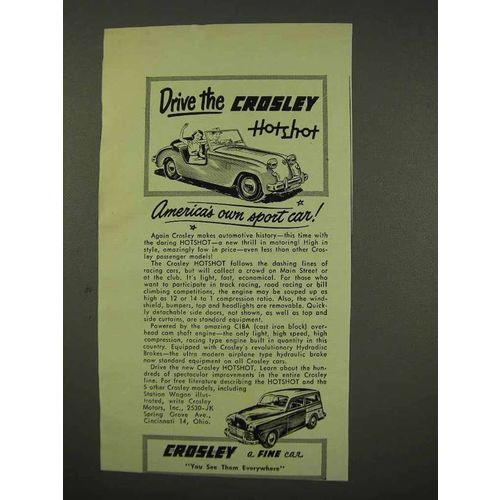 Drive the CROSLEY
Hotshot
America's own sport car!
Again Crosley makes automotive history—this time with
the daring HOTSHOT—a new thrill in motoring! High in
style, amazingly low in price—even less than other Cros-
ley passenger models!
The Crosley HOTSHOT follows the dashing lines of
racing cars, but will collect a crowd on Main Street or
at the club. It's light, fast, economical. For those who
want to participate in track racing, road racing or hill
climbing competitions, the engine may be souped up as
high as 12 or 14 to 1 compression ratio. Also, the wind-
shield, bumpers, top and headlights are removable. Quick-
ly detachable side doors, not shown, as well as top
and side curtains, are standard equipment.
Powered by the amazing CIBA (cast iron block) over-
head cam shaft engine—the only light, high speed, high
compression, racing type engine built in quantity in this
country. Equipped with Crosley's revolutionary Hydradisc
Brakes—the ultra modern airplane type hydraulic brake
now standard equipment on all Crosley cars.
Drive the new Crosley HOTSHOT. Learn about the hun-
dreds of spectacular improvements in the entire Crosley
line. For free literature describing the HOTSHOT and the
5 other Crosley models, including
Station Wagon illus-
trated, write Crosley
Motors, Inc., 2530-JK
Spring Grove Ave.,
Cincinnati 14, Ohio.
CROSLEY a FINE car
"You See Them Everywhere"